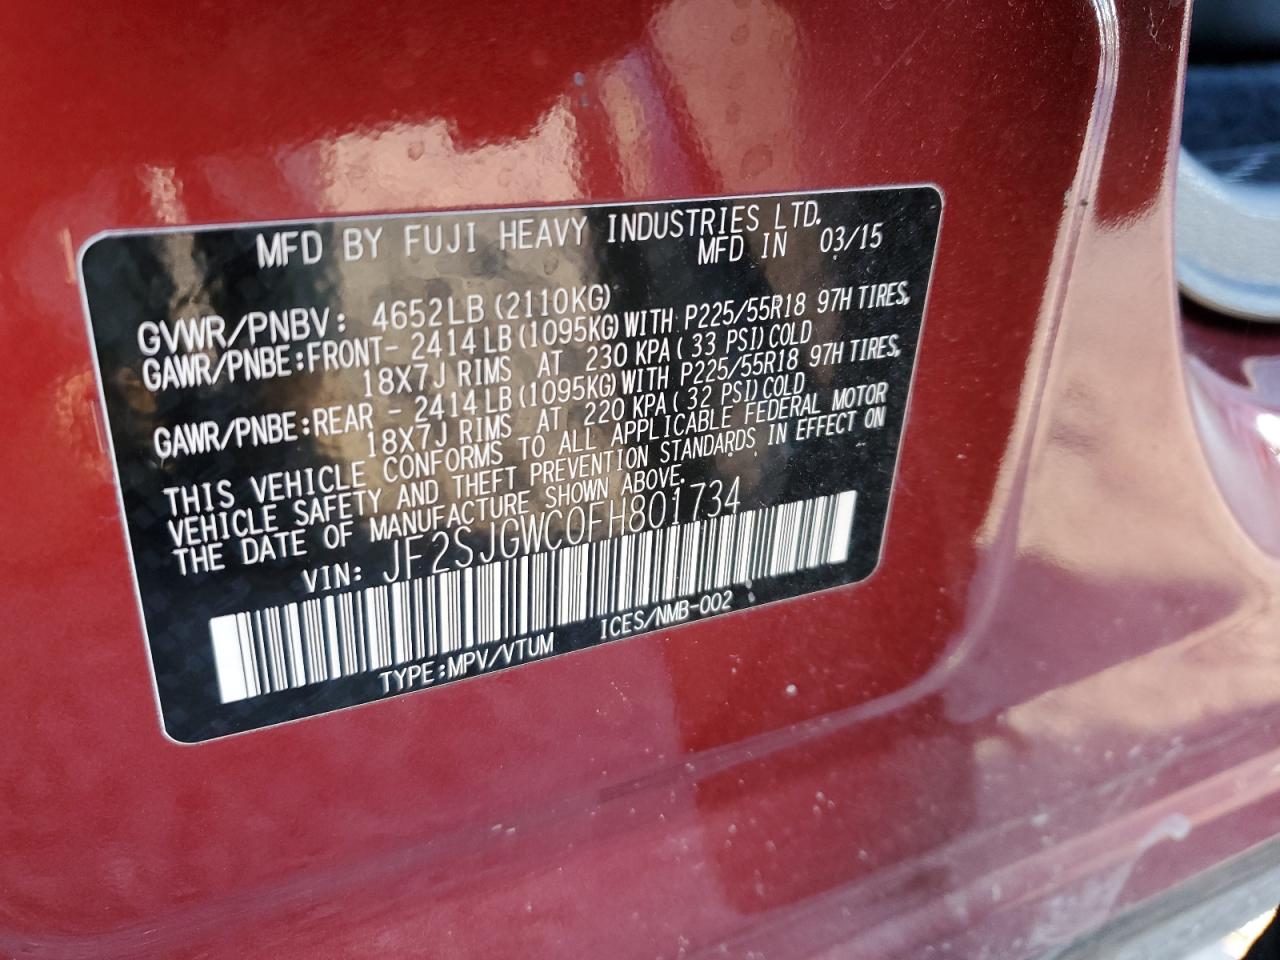 MFD BY FUJI HEAVY INDUSTRIES LTD.
MFD IN 03/15
GVWR/PNBV: 4652LB (2110KG)
GAWR/PNBE:FRONT- 2414LB (1095KG) WITH P225/55R18 97H TIRES,
18X7J RIMS AT 230 KPA ( 33 PSI) COLD
GAWR/PNBE:REAR - 2414LB (1095KG) WITH P225/55R18 97H TIRES,
18X7J RIMS AT 220 KPA ( 32 PSI) COLD
THIS VEHICLE CONFORMS TO ALL APPLICABLE FEDERAL MOTOR
VEHICLE SAFETY AND THEFT PREVENTION STANDARDS IN EFFECT ON
THE DATE OF MANUFACTURE SHOWN ABOVE.
VIN: JF2SJGWC0FH801734
TYPE:MPV/VTUM ICES/NMB-002